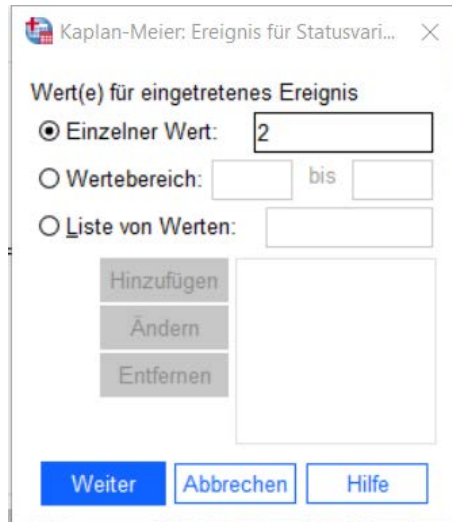 Kaplan-Meier: Ereignis für Statusvari...
Wert(e) für eingetretenes Ereignis
Einzelner Wert: 2
Wertebereich: bis
Liste von Werten:
Hinzufügen
Ändern
Entfernen
Weiter Abbrechen Hilfe